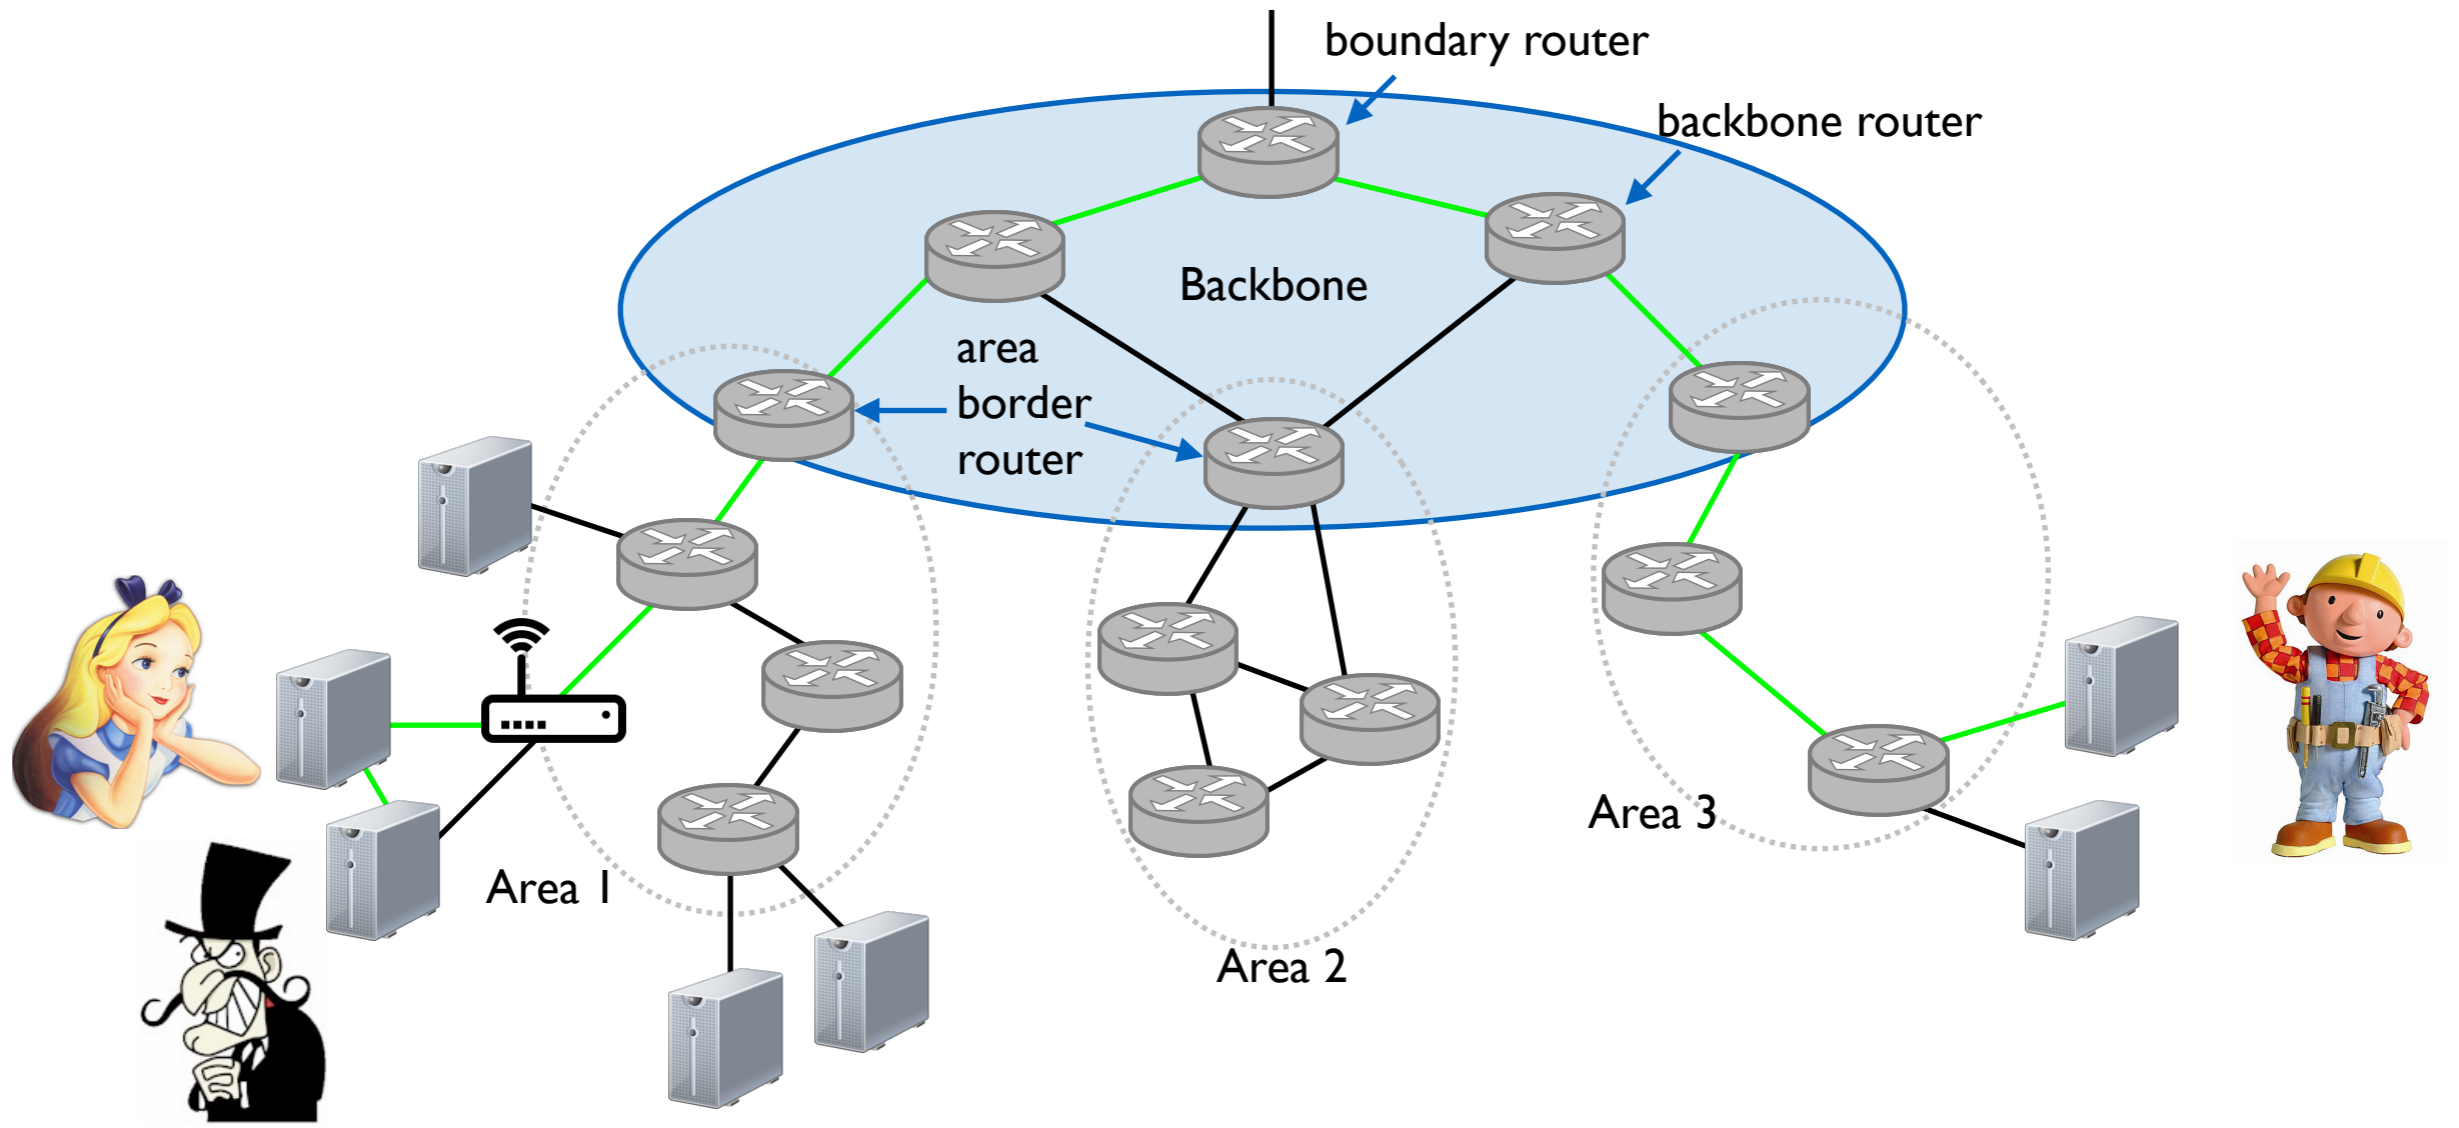 boundary router
backbone router
Backbone
area
border
router
Area 1
Area 2
Area 3